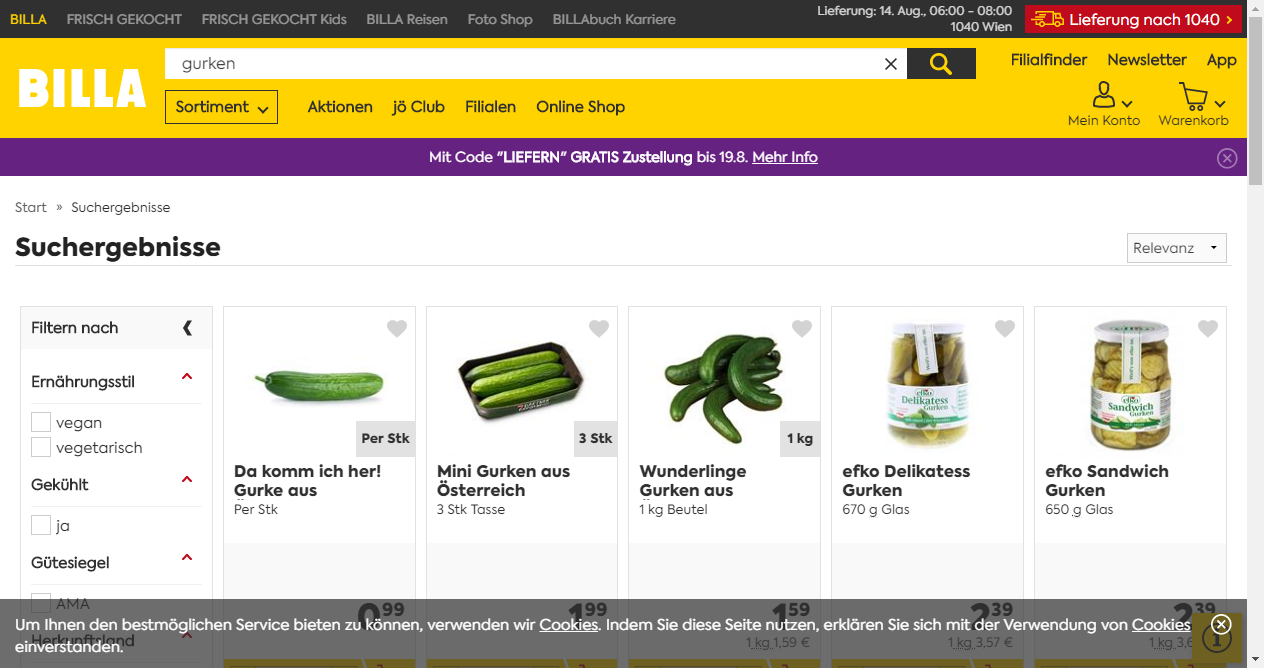 BILLA FRISCH GEKOCHT FRISCH GEKOCHT Kids BILLA Reisen Foto Shop BILLAbuch Karriere
Lieferung: 14. Aug., 06:00 - 08:00
1040 Wien
Lieferung nach 1040
BILLA
gurken
Filialfinder Newsletter App
Sortiment Aktionen jö Club Filialen Online Shop
Mein Konto Warenkorb
Mit Code "LIEFERN" GRATIS Zustellung bis 19.8. Mehr Info
Start » Suchergebnisse
Suchergebnisse
Relevanz
Filtern nach
Ernährungsstil
vegan
vegetarisch
Gekühlt
ja
Gütesiegel
AMA
Herkunftsland
Per Stk
Da komm ich her!
Gurke aus
Per Stk
0.99
3 Stk
Mini Gurken aus
Österreich
3 Stk Tasse
1.99
1 kg
Wunderlinge
Gurken aus
1 kg Beutel
1.59
1 kg 1,59 €
efko
Delikatess
Gurken
efko Delikatess
Gurken
670 g Glas
2.39
1 kg 3,57 €
efko
Sandwich
Gurken
efko Sandwich
Gurken
650 g Glas
2.39
1 kg
Um Ihnen den bestmöglichen Service bieten zu können, verwenden wir Cookies. Indem Sie diese Seite nutzen, erklären Sie sich mit der Verwendung von Cookies
einverstanden.